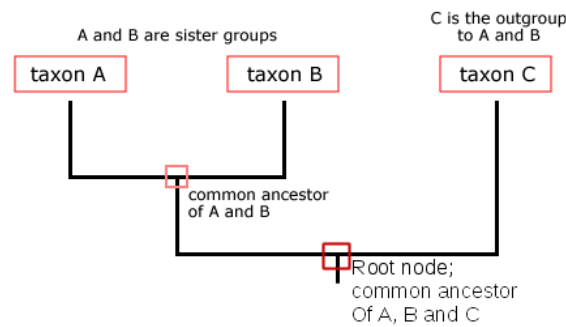 A and B are sister groups
C is the outgroup
to A and B
taxon A
taxon B
taxon C
common ancestor
of A and B
Root node;
common ancestor
Of A, B and C